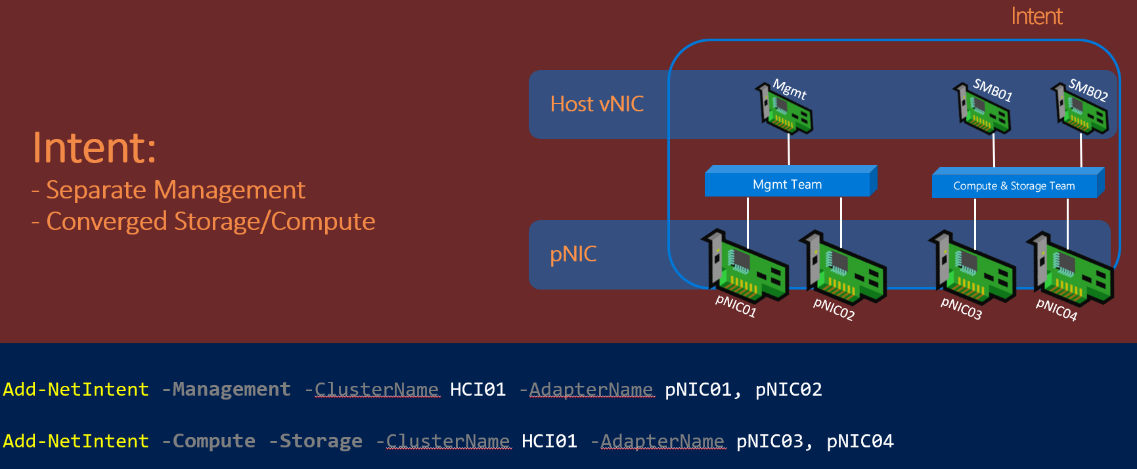 Intent
Host vNIC
Mgmt
SMB01
SMB02
Intent:
- Separate Management
- Converged Storage/Compute
Mgmt Team
Compute & Storage Team
pNIC
pNIC01
pNIC02
pNIC03
pNIC04
Add-NetIntent -Management -ClusterName HCI01 -AdapterName pNIC01, pNIC02
Add-NetIntent -Compute -Storage -ClusterName HCI01 -AdapterName pNIC03, pNIC04